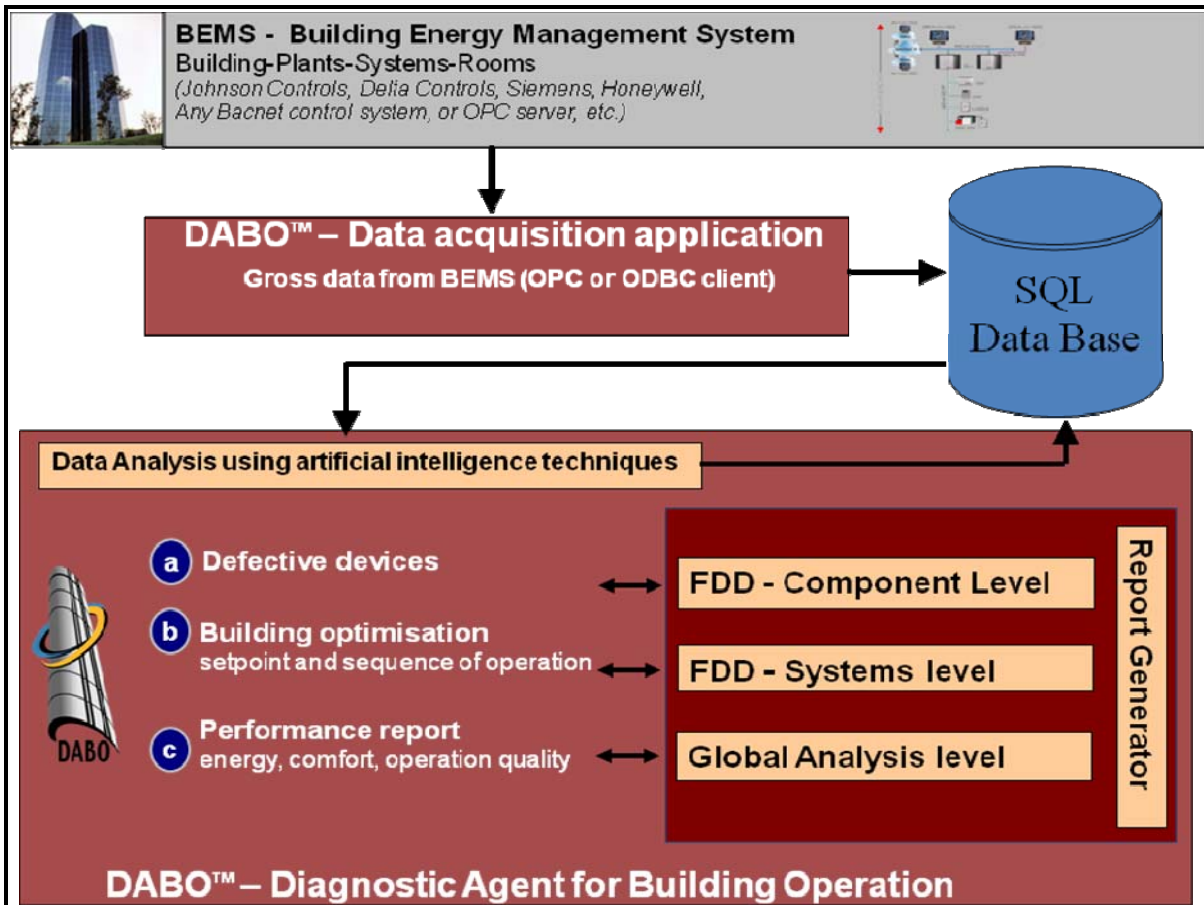 BEMS - Building Energy Management System
Building-Plants-Systems-Rooms
(Johnson Controls, Delta Controls, Siemens, Honeywell,
Any Bacnet control system, or OPC server, etc.)
DABO™ – Data acquisition application
Gross data from BEMS (OPC or ODBC client)
SQL
Data Base
Data Analysis using artificial intelligence techniques
a Defective devices
FDD - Component Level
b Building optimisation
setpoint and sequence of operation
FDD - Systems level
c Performance report
energy, comfort, operation quality
Global Analysis level
Report Generator
DABO
DABO™ – Diagnostic Agent for Building Operation